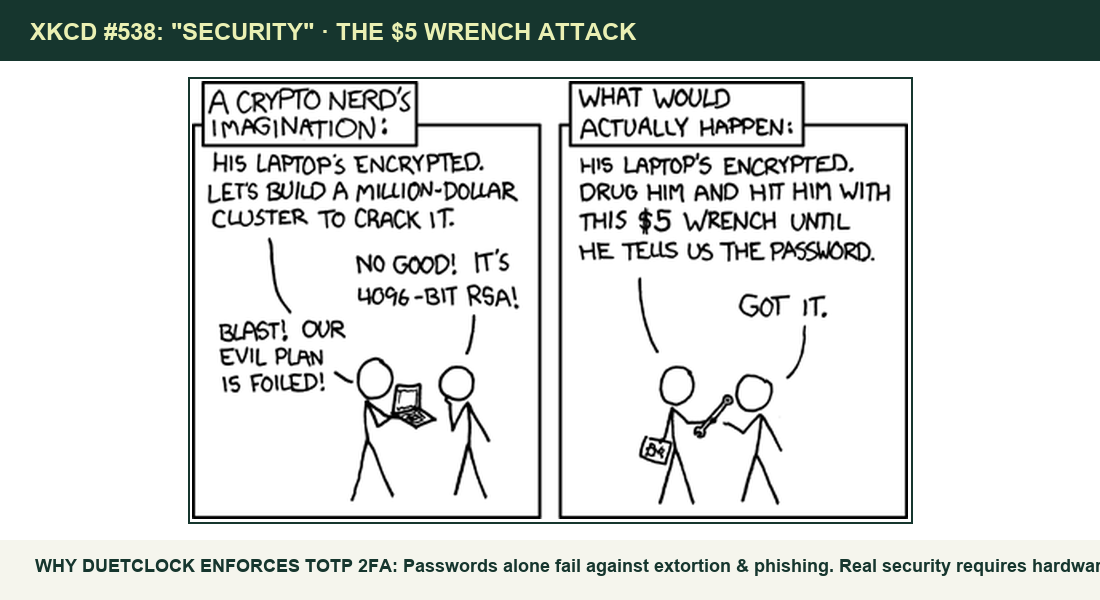 XKCD #538: "SECURITY" · THE $5 WRENCH ATTACK
A CRYPTO NERD'S
IMAGINATION:
HIS LAPTOP'S ENCRYPTED.
LET'S BUILD A MILLION-DOLLAR
CLUSTER TO CRACK IT.
NO GOOD! IT'S
4096-BIT RSA!
BLAST! OUR
EVIL PLAN
IS FOILED!
WHAT WOULD
ACTUALLY HAPPEN:
HIS LAPTOP'S ENCRYPTED.
DRUG HIM AND HIT HIM WITH
THIS $5 WRENCH UNTIL
HE TELLS US THE PASSWORD.
GOT IT.
WHY DUETCLOCK ENFORCES TOTP 2FA: Passwords alone fail against extortion & phishing. Real security requires